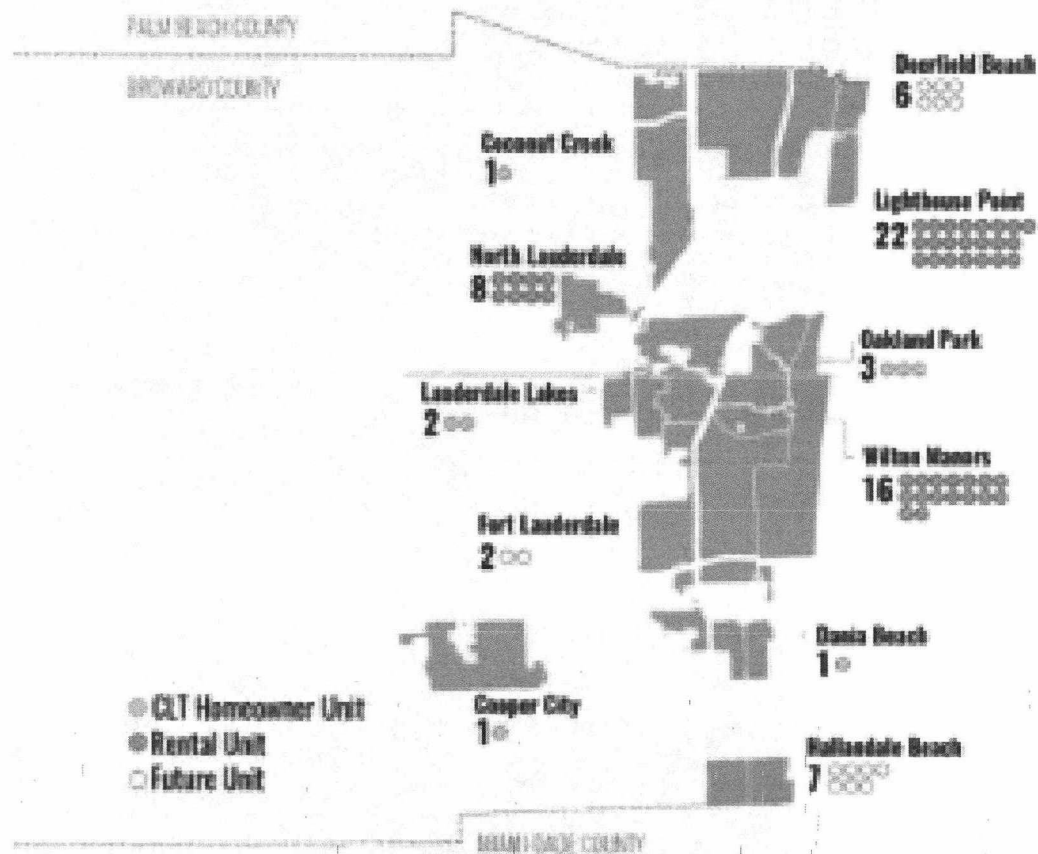 PALM BEACH COUNTY
BROWARD COUNTY
Deerfield Beach
6
Coconut Creek
1
Lighthouse Point
22
North Lauderdale
8
Oakland Park
3
Lauderdale Lakes
2
Wilton Manors
16
Fort Lauderdale
2
Dania Beach
1
Cooper City
1
CLT Homeowner Unit
Rental Unit
Future Unit
Hallandale Beach
7
MIAMI-DADE COUNTY